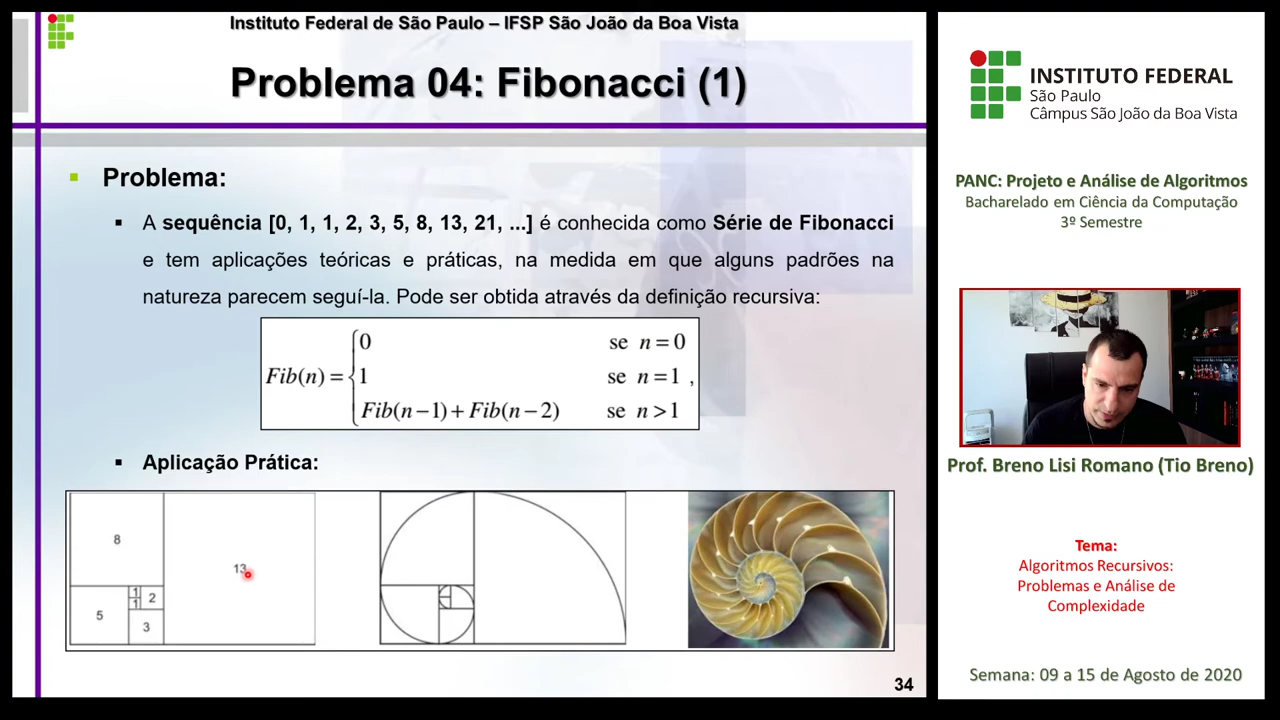 Instituto Federal de São Paulo – IFSP São João da Boa Vista
Problema 04: Fibonacci (1)
Problema:
A sequência [0, 1, 1, 2, 3, 5, 8, 13, 21, ...] é conhecida como Série de Fibonacci
e tem aplicações teóricas e práticas, na medida em que alguns padrões na
natureza parecem seguí-la. Pode ser obtida através da definição recursiva:
0 se n = 0
Fib(n) = { 1 se n = 1 ,
Fib(n−1) + Fib(n−2) se n > 1
Aplicação Prática:
8
13
1
2
1
5
3
34
INSTITUTO FEDERAL
São Paulo
Câmpus São João da Boa Vista
PANC: Projeto e Análise de Algoritmos
Bacharelado em Ciência da Computação
3º Semestre
Prof. Breno Lisi Romano (Tio Breno)
Tema:
Algoritmos Recursivos:
Problemas e Análise de
Complexidade
Semana: 09 a 15 de Agosto de 2020